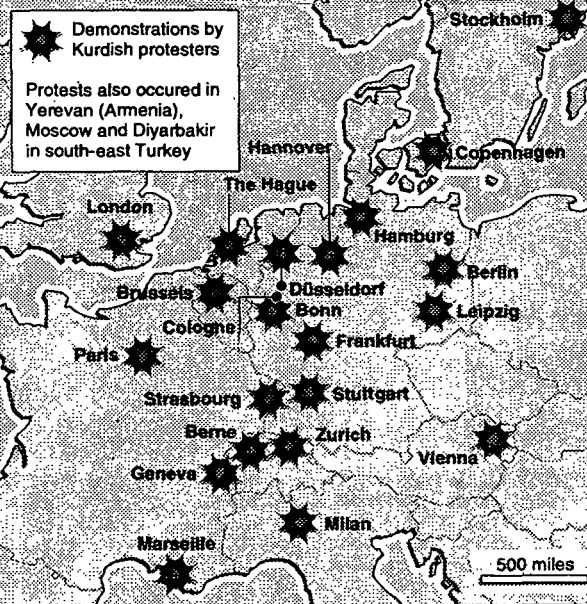 Demonstrations by
Kurdish protesters
Protests also occured in
Yerevan (Armenia),
Moscow and Diyarbakir
in south-east Turkey
Stockholm
Hannover
Copenhagen
The Hague
London
Hamburg
Berlin
Brussels
Düsseldorf
Cologne
Bonn
Leipzig
Paris
Frankfurt
Strasbourg
Stuttgart
Berne
Zurich
Vienna
Geneva
Milan
Marseille
500 miles